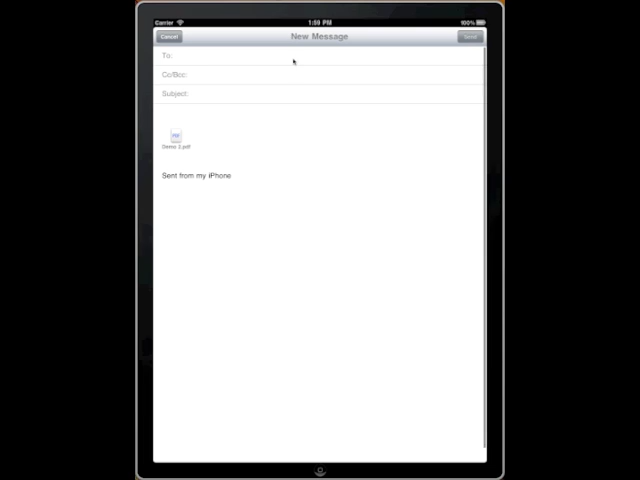 Carrier 1:59 PM 100%
Cancel New Message Send
To:
Cc/Bcc:
Subject:
PDF
Demo 2.pdf
Sent from my iPhone